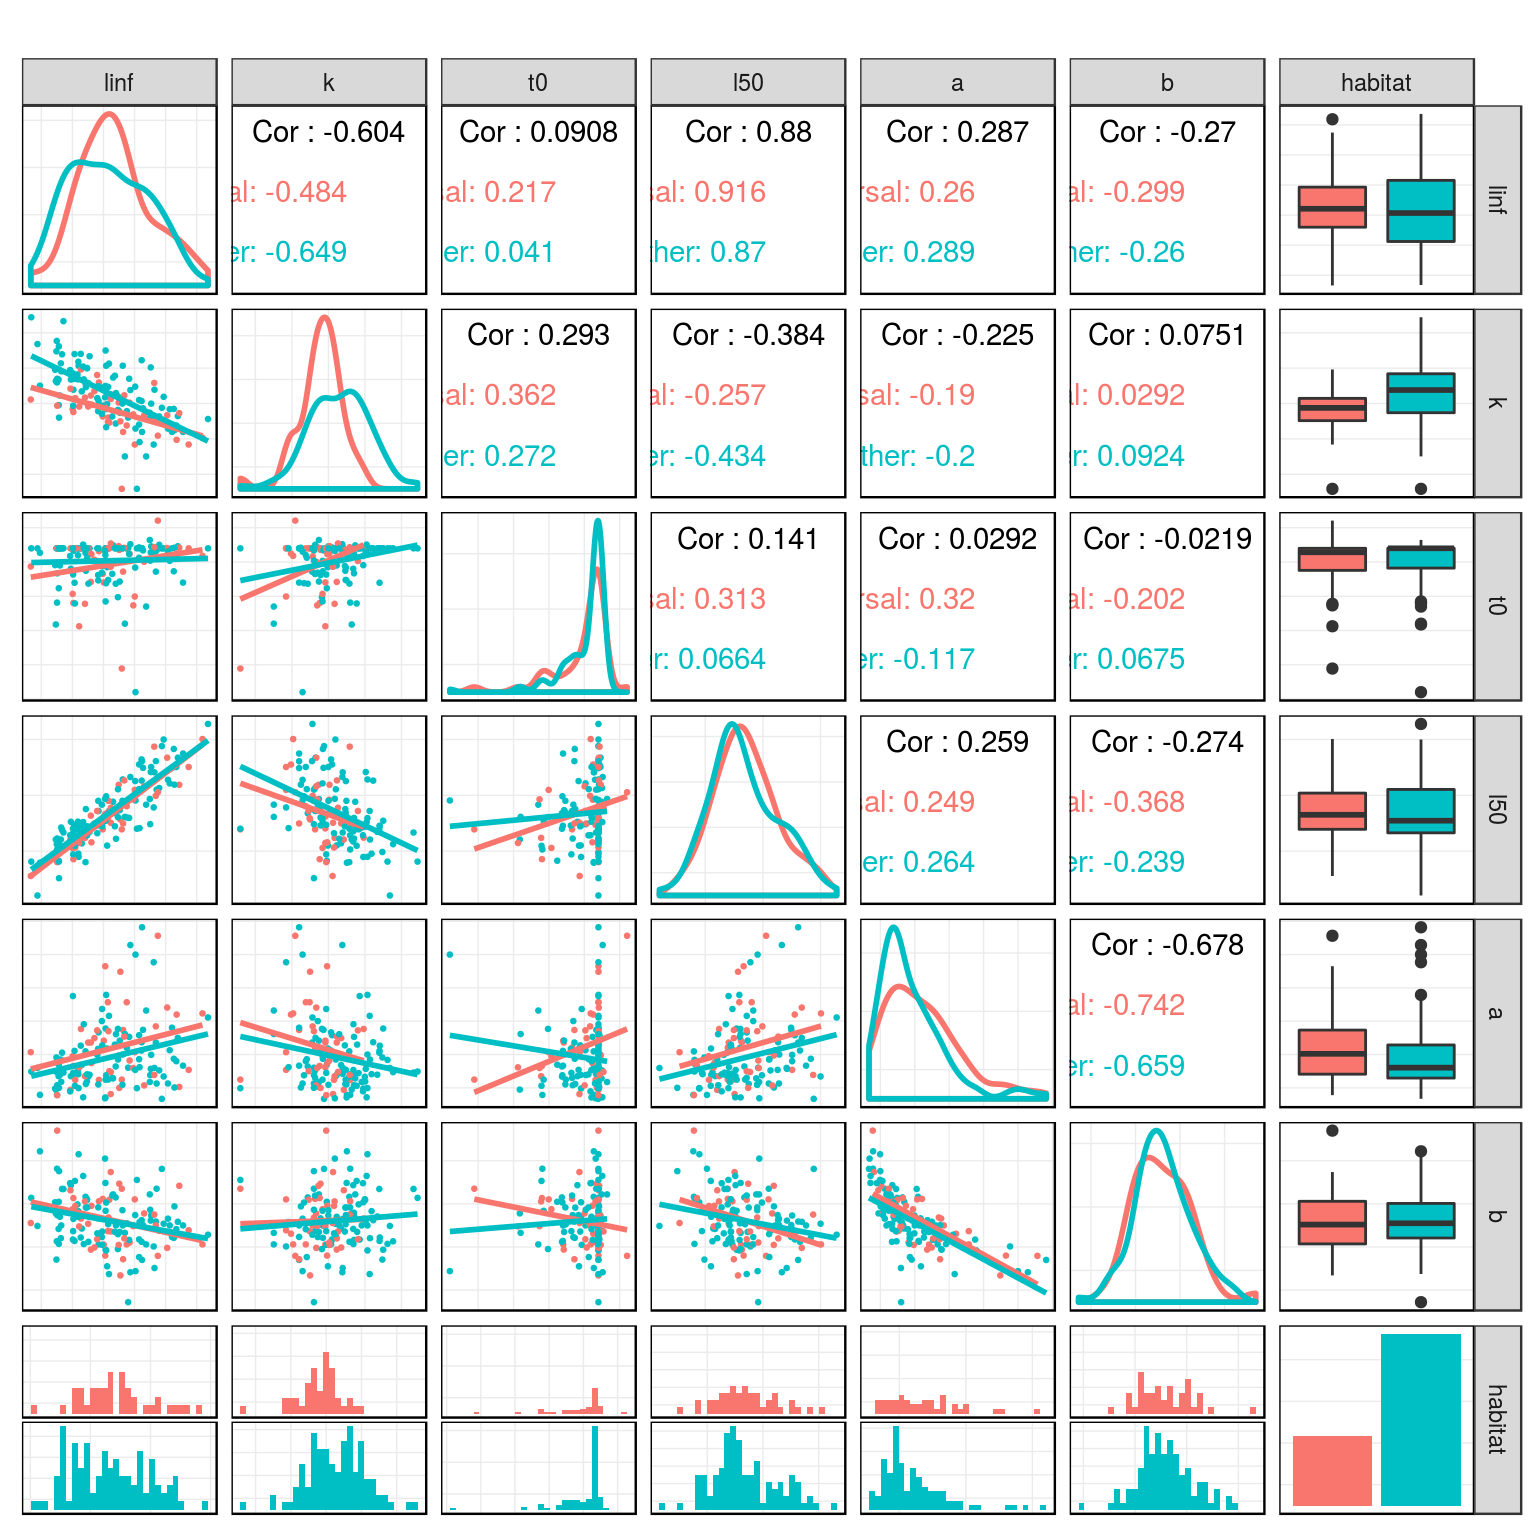 linf k t0 l50 a b habitat
Cor : -0.604 Cor : 0.0908 Cor : 0.88 Cor : 0.287 Cor : -0.27
al: -0.484 sal: 0.217 sal: 0.916 rsal: 0.26 al: -0.299
er: -0.649 er: 0.041 ther: 0.87 er: 0.289 her: -0.26
linf
Cor : 0.293 Cor : -0.384 Cor : -0.225 Cor : 0.0751
sal: 0.362 al: -0.257 sal: -0.19 al: 0.0292
er: 0.272 er: -0.434 ther: -0.2 r: 0.0924
k
Cor : 0.141 Cor : 0.0292 Cor : -0.0219
sal: 0.313 rsal: 0.32 al: -0.202
r: 0.0664 er: -0.117 r: 0.0675
t0
Cor : 0.259 Cor : -0.274
al: 0.249 al: -0.368
er: 0.264 er: -0.239
l50
Cor : -0.678
al: -0.742
er: -0.659
a
b
habitat